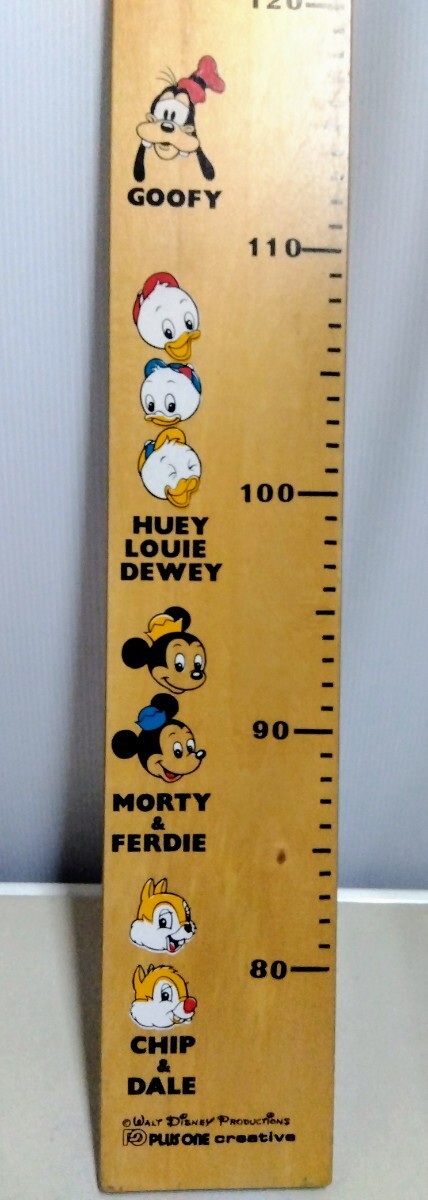 120
GOOFY
110
100
HUEY
LOUIE
DEWEY
90
MORTY
&
FERDIE
80
CHIP
&
DALE
© WALT DISNEY PRODUCTIONS
PLUS ONE creative